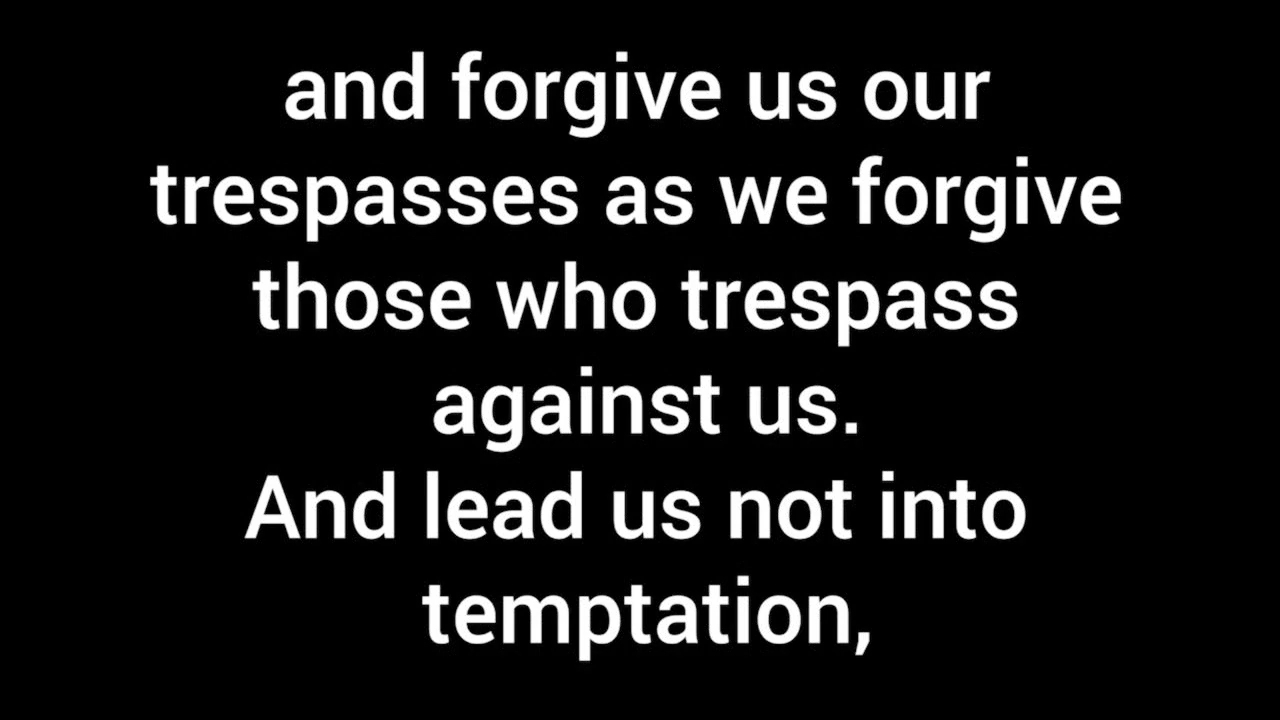 and forgive us our
trespasses as we forgive
those who trespass
against us.
And lead us not into
temptation,